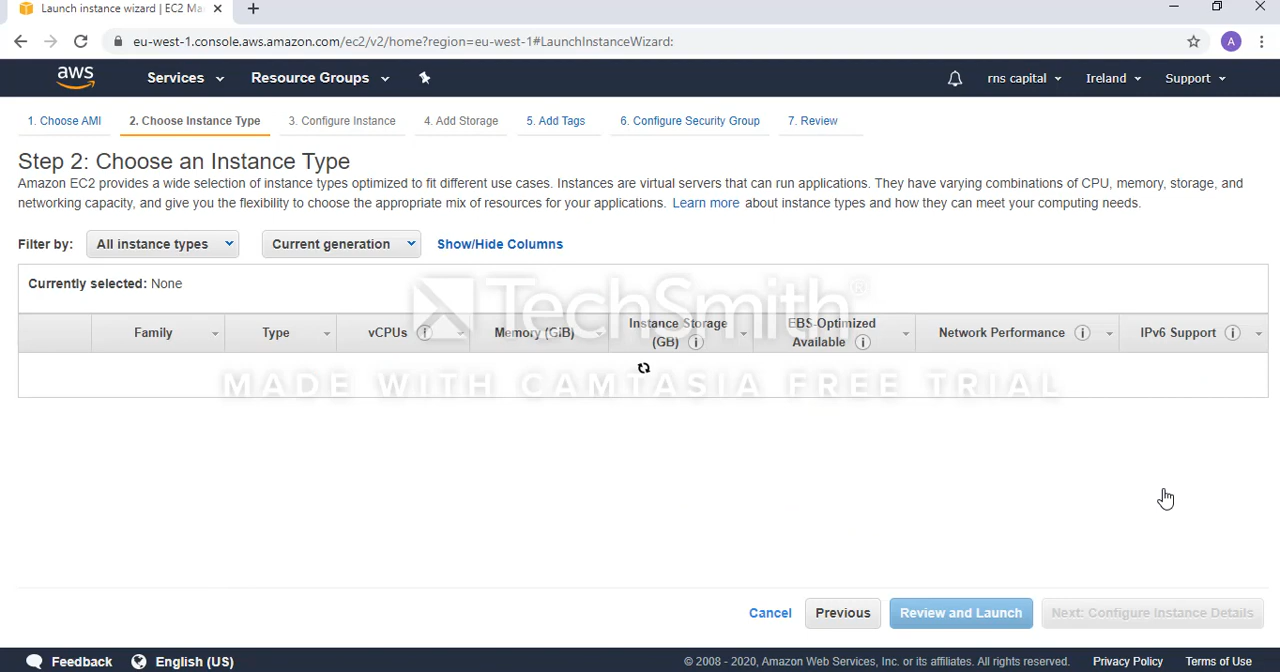 Launch instance wizard | EC2 Ma
eu-west-1.console.aws.amazon.com/ec2/v2/home?region=eu-west-1#LaunchInstanceWizard:
A
aws
Services
Resource Groups
rns capital
Ireland
Support
1. Choose AMI
2. Choose Instance Type
3. Configure Instance
4. Add Storage
5. Add Tags
6. Configure Security Group
7. Review
Step 2: Choose an Instance Type
Amazon EC2 provides a wide selection of instance types optimized to fit different use cases. Instances are virtual servers that can run applications. They have varying combinations of CPU, memory, storage, and
networking capacity, and give you the flexibility to choose the appropriate mix of resources for your applications. Learn more about instance types and how they can meet your computing needs.
Filter by: All instance types Current generation Show/Hide Columns
Currently selected: None
TechSmith®
Family
Type
vCPUs i
Memory (GiB)
Instance Storage
(GB) i
EBS-Optimized
Available i
Network Performance i
IPv6 Support i
MADE WITH CAMTASIA FREE TRIAL
Cancel
Previous
Review and Launch
Next: Configure Instance Details
Feedback
English (US)
© 2008 - 2020, Amazon Web Services, Inc. or its affiliates. All rights reserved.
Privacy Policy
Terms of Use